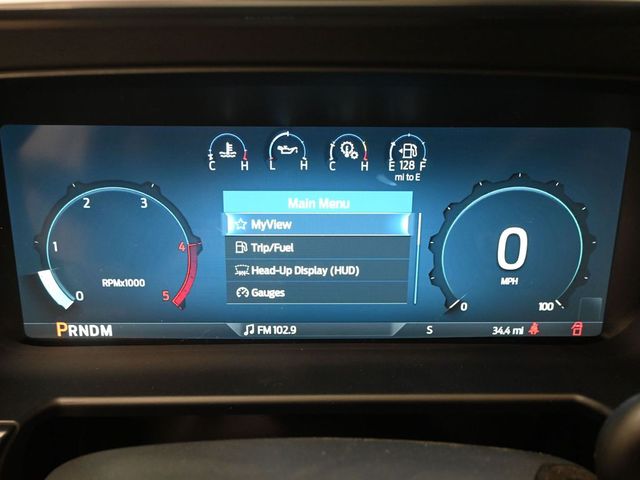 C H
L H
C H
E 128 F
mi to E
Main Menu
MyView
Trip/Fuel
Head-Up Display (HUD)
Gauges
0 1 2 3 4 5
RPMx1000
0
MPH
0 100
PRNDM
FM 102.9
S
34.4 mi